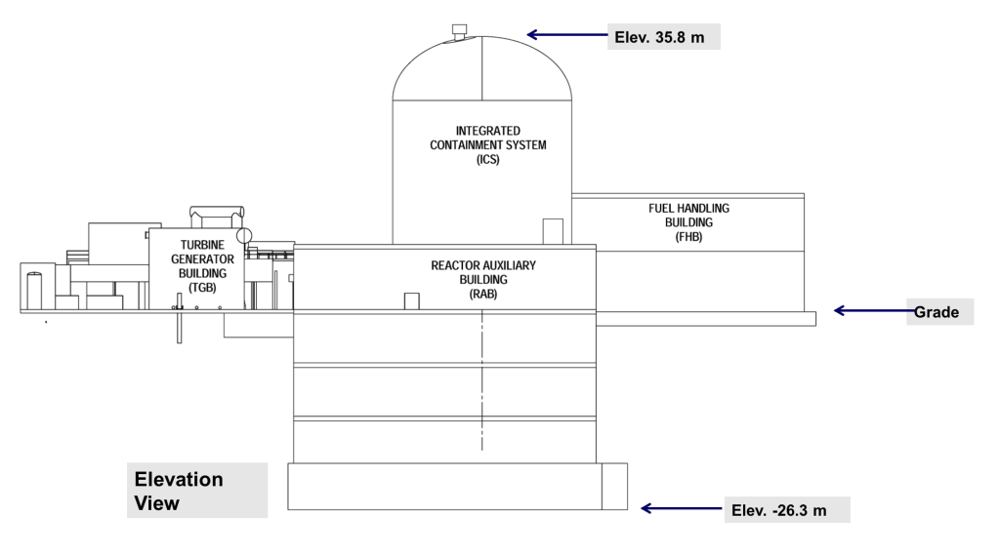 Elev. 35.8 m
INTEGRATED
CONTAINMENT SYSTEM
(ICS)
FUEL HANDLING
BUILDING
(FHB)
TURBINE
GENERATOR
BUILDING
(TGB)
REACTOR AUXILIARY
BUILDING
(RAB)
Grade
Elevation
View
Elev. -26.3 m